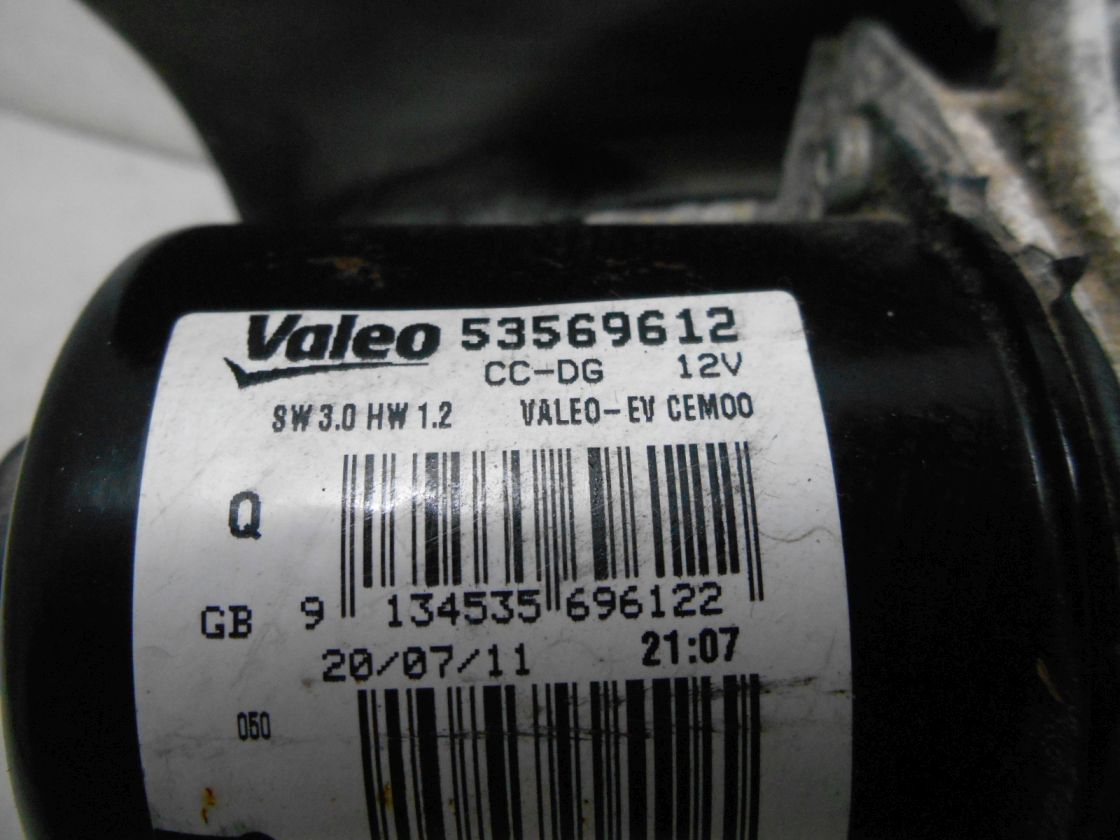 Valeo 53569612
CC-DG 12V
SW 3.0 HW 1.2 VALEO-EV CEM00
Q
GB 9 134535 696122
20/07/11 21:07
050